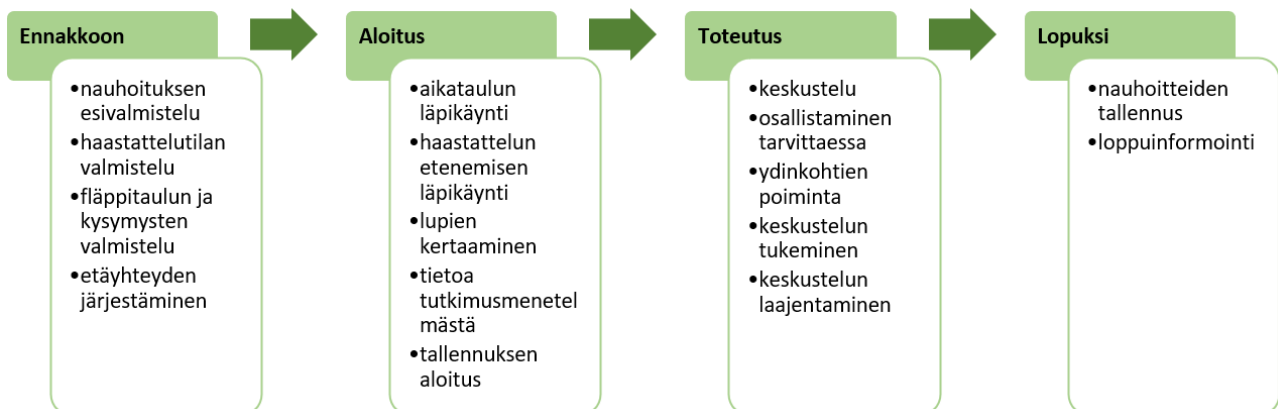 Ennakkoon
•nauhoituksen
esivalmistelu
•haastattelutilan
valmistelu
•fläppitaulun ja
kysymysten
valmistelu
•etäyhteyden
järjestäminen
Aloitus
•aikataulun
läpikäynti
•haastattelun
etenemisen
läpikäynti
•lupien
kertaaminen
•tietoa
tutkimusmenetel
mästä
•tallennuksen
aloitus
Toteutus
•keskustelu
•osallistaminen
tarvittaessa
•ydinkohtien
poiminta
•keskustelun
tukeminen
•keskustelun
laajentaminen
Lopuksi
•nauhoitteiden
tallennus
•loppuinformointi